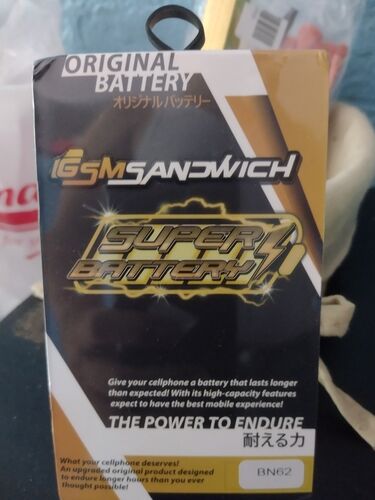 ORIGINAL
BATTERY
オリジナルバッテリー
GSMSANDWICH
SUPER
BATTERY
Give your cellphone a battery that lasts longer
than expected! With its high-capacity features
expect to have the best mobile experience!
THE POWER TO ENDURE
耐える力
What your cellphone deserves!
An upgraded original product designed
to endure longer hours than you ever
thought possible!
BN62